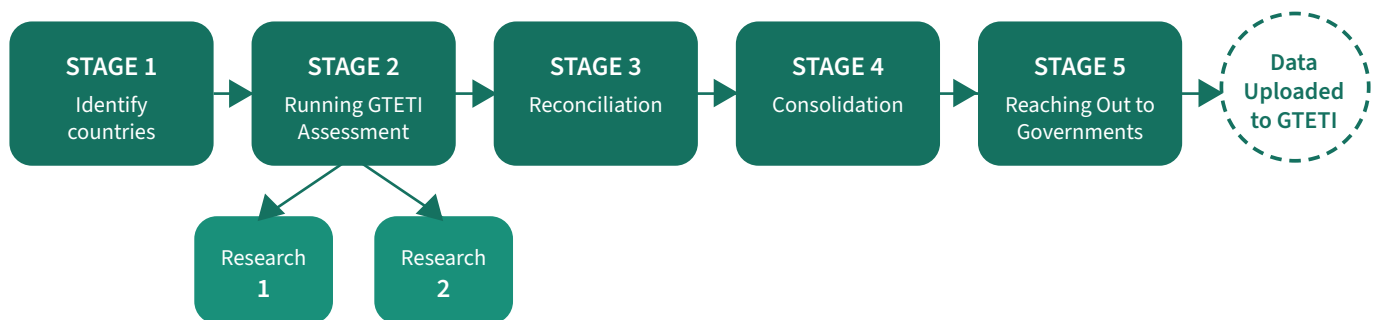 STAGE 1
Identify
countries
STAGE 2
Running GTETI
Assessment
STAGE 3
Reconciliation
STAGE 4
Consolidation
STAGE 5
Reaching Out to
Governments
Data
Uploaded
to GTETI
Research
1
Research
2